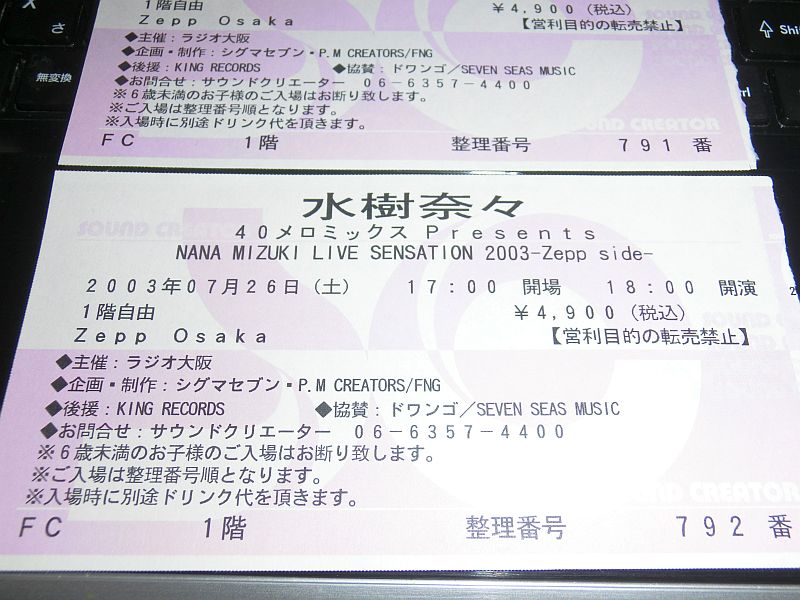 さ
無変換
Shi
trl
1階自由
￥4,900(税込)
Zepp Osaka
【営利目的の転売禁止】
◆主催：ラジオ大阪
◆企画・制作：シグマセブン・P.M CREATORS/FNG
◆後援：KING RECORDS ◆協賛：ドワンゴ／SEVEN SEAS MUSIC
◆お問合せ：サウンドクリエーター 06-6357-4400
※6歳未満のお子様のご入場はお断り致します。
※ご入場は整理番号順となります。
※入場時に別途ドリンク代を頂きます。
SOUND CREATOR
FC 1階 整理番号 791 番
水樹奈々
SOUND CREATOR
40メロミックス Presents
NANA MIZUKI LIVE SENSATION 2003-Zepp side-
2003年07月26日(土) 17:00 開場 18:00 開演
1階自由 ￥4,900(税込)
Zepp Osaka 【営利目的の転売禁止】
◆主催：ラジオ大阪
◆企画・制作：シグマセブン・P.M CREATORS/FNG
◆後援：KING RECORDS ◆協賛：ドワンゴ／SEVEN SEAS MUSIC
◆お問合せ：サウンドクリエーター 06-6357-4400
※6歳未満のお子様のご入場はお断り致します。
※ご入場は整理番号順となります。
※入場時に別途ドリンク代を頂きます。
SOUND CREATOR
FC 1階 整理番号 792 番